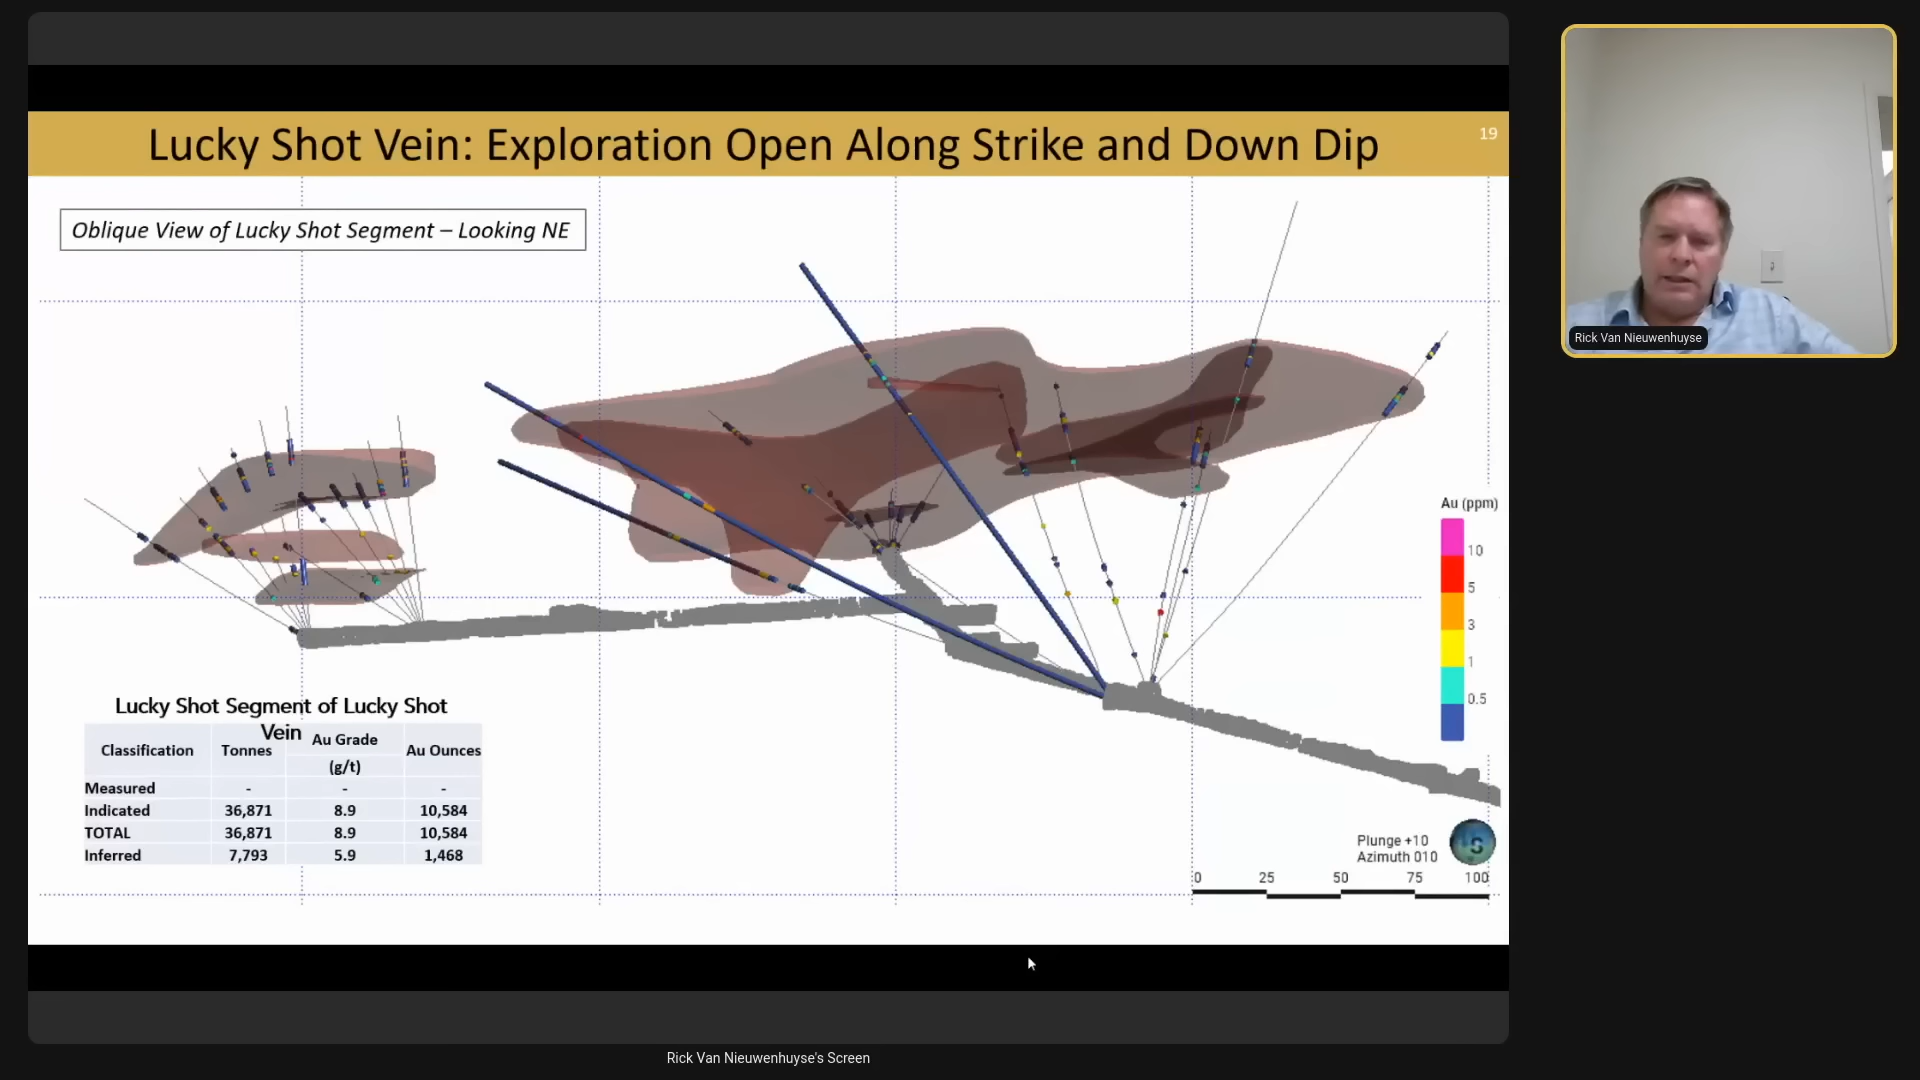 Lucky Shot Vein: Exploration Open Along Strike and Down Dip
19
Oblique View of Lucky Shot Segment – Looking NE
Rick Van Nieuwenhuyse
Au (ppm)
10
5
3
1
0.5
Lucky Shot Segment of Lucky Shot
Vein
Classification Tonnes Au Grade (g/t) Au Ounces
Measured - - -
Indicated 36,871 8.9 10,584
TOTAL 36,871 8.9 10,584
Inferred 7,793 5.9 1,468
Plunge +10
Azimuth 010
S
0 25 50 75 100
Rick Van Nieuwenhuyse's Screen